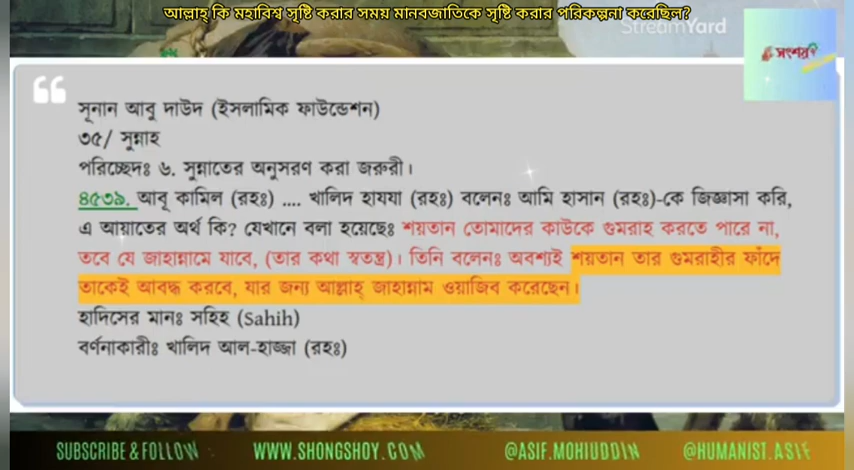 আল্লাহ্ কি মহাবিশ্ব সৃষ্টি করার সময় মানবজাতিকে সৃষ্টি করার পরিকল্পনা করেছিল?
StreamYard
সংশয়
সূনান আবু দাউদ (ইসলামিক ফাউন্ডেশন)
৩৫/ সুন্নাহ
পরিচ্ছেদঃ ৬. সুন্নাতের অনুসরণ করা জরুরী।
৪৫৩৯. আবূ কামিল (রহঃ) .... খালিদ হাযযা (রহঃ) বলেনঃ আমি হাসান (রহঃ)-কে জিজ্ঞাসা করি,
এ আয়াতের অর্থ কি? যেখানে বলা হয়েছেঃ শয়তান তোমাদের কাউকে গুমরাহ করতে পারে না,
তবে যে জাহান্নামে যাবে, (তার কথা স্বতন্ত্র)। তিনি বলেনঃ অবশ্যই শয়তান তার গুমরাহীর ফাঁদে
তাকেই আবদ্ধ করবে, যার জন্য আল্লাহ্ জাহান্নাম ওয়াজিব করেছেন।
হাদিসের মানঃ সহিহ (Sahih)
বর্ণনাকারীঃ খালিদ আল-হাজ্জা (রহঃ)
SUBSCRIBE & FOLLOW WWW.SHONGSHOY.COM @ASIF.MOHIUDDIN @HUMANIST.ASIF